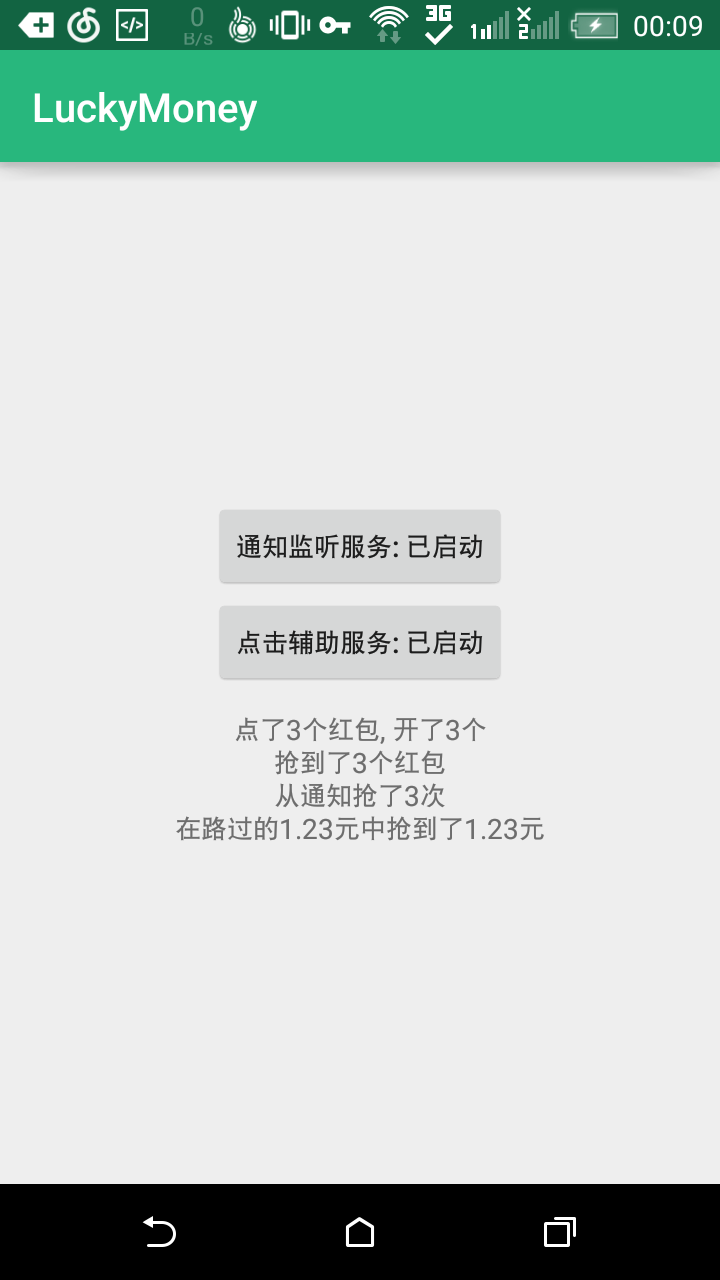 0
B/s
3G
1
2
00:09
LuckyMoney
通知监听服务: 已启动
点击辅助服务: 已启动
点了3个红包, 开了3个
抢到了3个红包
从通知抢了3次
在路过的1.23元中抢到了1.23元